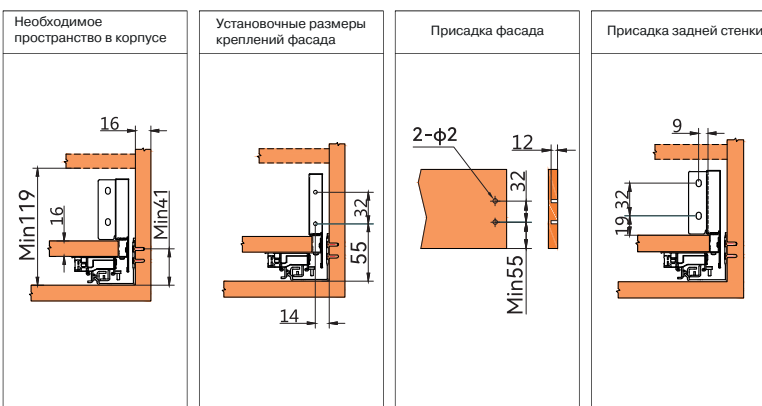 Необходимое
пространство в корпусе
16
Min119
16
Min41
Установочные размеры
креплений фасада
32
55
14
Присадка фасада
2-ϕ2
12
32
Min55
Присадка задней стенки
9
32
19